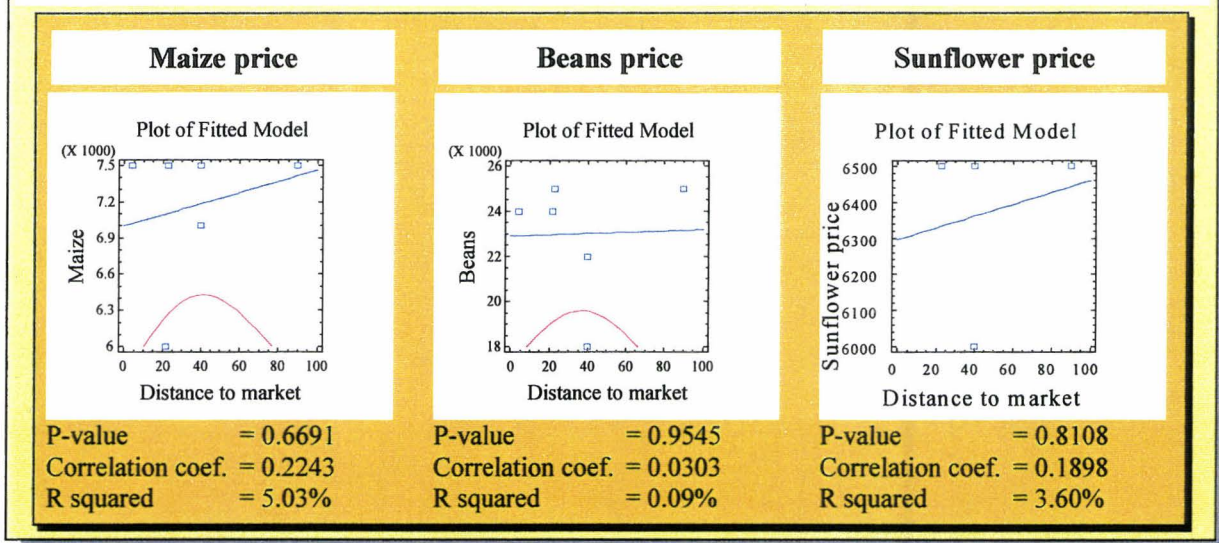 Maize price
Plot of Fitted Model
(X 1000)
7.5
7.2
6.9
6.6
6.3
6
Maize
0 20 40 60 80 100
Distance to market
P-value = 0.6691
Correlation coef. = 0.2243
R squared = 5.03%
Beans price
Plot of Fitted Model
(X 1000)
26
24
22
20
18
Beans
0 20 40 60 80 100
Distance to market
P-value = 0.9545
Correlation coef. = 0.0303
R squared = 0.09%
Sunflower price
Plot of Fitted Model
6500
6400
6300
6200
6100
6000
Sunflower price
0 20 40 60 80 100
Distance to market
P-value = 0.8108
Correlation coef. = 0.1898
R squared = 3.60%